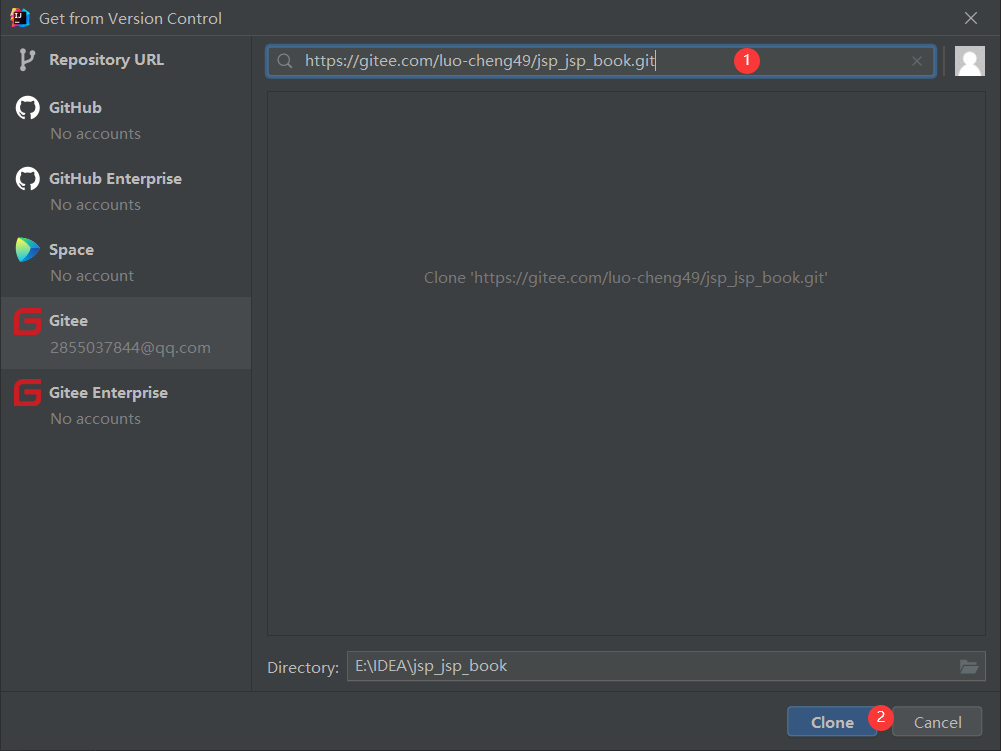 Get from Version Control
Repository URL
GitHub
No accounts
GitHub Enterprise
No accounts
Space
No account
Gitee
2855037844@qq.com
Gitee Enterprise
No accounts
https://gitee.com/luo-cheng49/jsp_jsp_book.git
1
Clone 'https://gitee.com/luo-cheng49/jsp_jsp_book.git'
Directory: E:\IDEA\jsp_jsp_book
Clone 2 Cancel